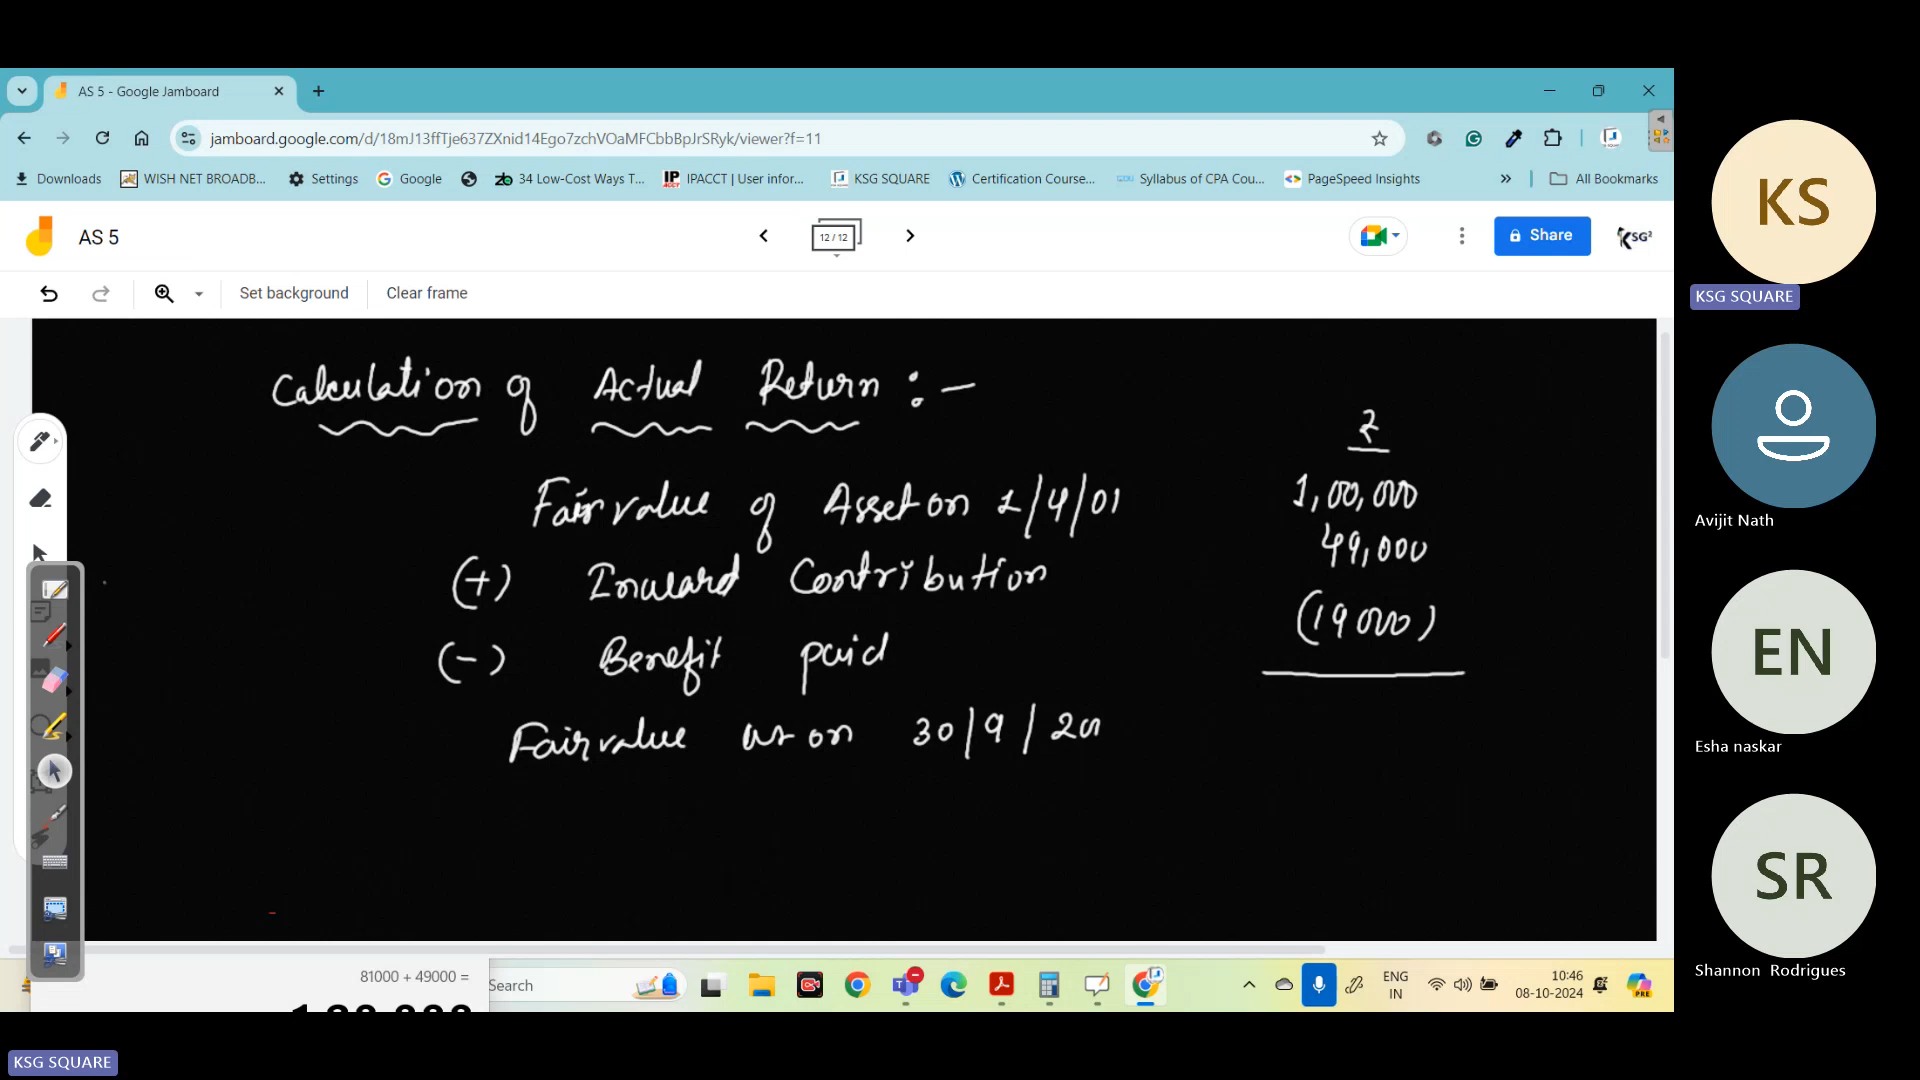 AS 5 - Google Jamboard
jamboard.google.com/d/18mJ13ffTje637ZXnid14Ego7zchVOaMFCbbBpJrSRyk/viewer?f=11
Downloads WISH NET BROADB... Settings Google 34 Low-Cost Ways T... IPACCT | User infor... KSG SQUARE Certification Course... Syllabus of CPA Cou... PageSpeed Insights » All Bookmarks
AS 5
12 / 12
Share
KSG²
Set background Clear frame
Calculation of Actual Return :-
₹
Fair value of Asset on 1/4/01 1,00,000
(+) Inward Contribution 49,000
(-) Benefit paid (19000)
Fair value as on 30/9/20
81000 + 49000 =
Search
ENG
IN
10:46
08-10-2024
PRE
KS
KSG SQUARE
Avijit Nath
EN
Esha naskar
SR
Shannon Rodrigues
KSG SQUARE